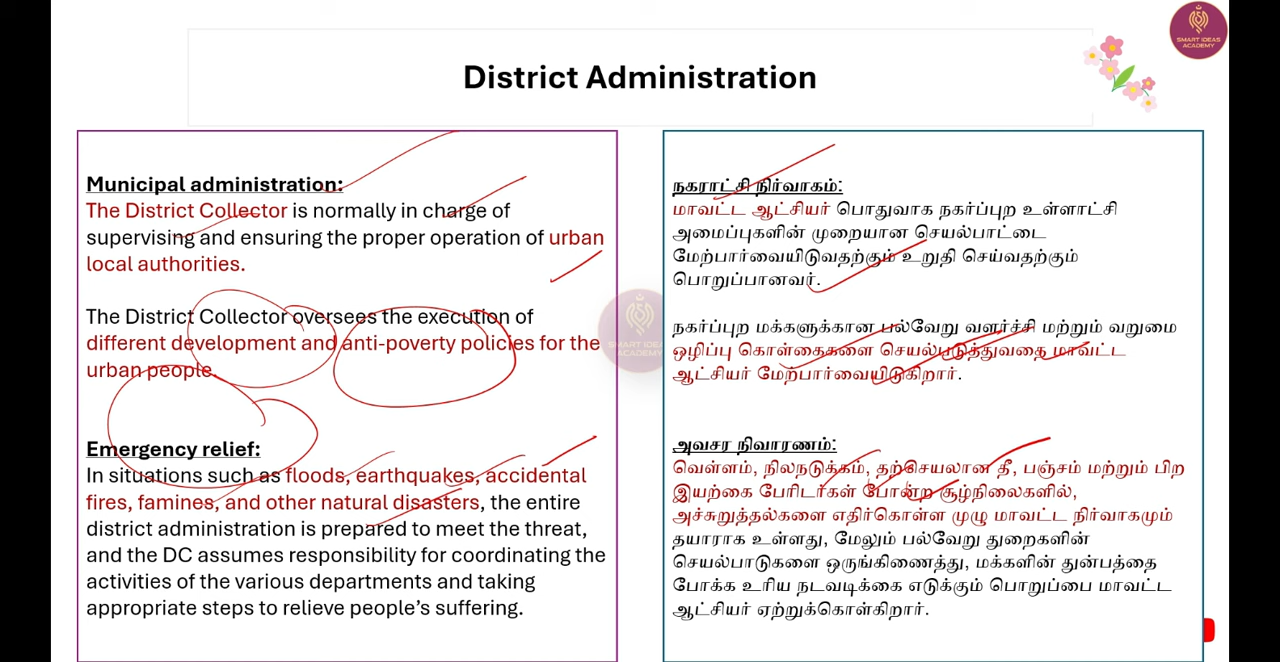 SMART IDEAS
ACADEMY
District Administration
Municipal administration:
The District Collector is normally in charge of
supervising and ensuring the proper operation of urban
local authorities.
The District Collector oversees the execution of
different development and anti-poverty policies for the
urban people.
Emergency relief:
In situations such as floods, earthquakes, accidental
fires, famines, and other natural disasters, the entire
district administration is prepared to meet the threat,
and the DC assumes responsibility for coordinating the
activities of the various departments and taking
appropriate steps to relieve people’s suffering.
நகராட்சி நிர்வாகம்:
மாவட்ட ஆட்சியர் பொதுவாக நகர்ப்புற உள்ளாட்சி
அமைப்புகளின் முறையான செயல்பாட்டை
மேற்பார்வையிடுவதற்கும் உறுதி செய்வதற்கும்
பொறுப்பானவர்.
நகர்ப்புற மக்களுக்கான பல்வேறு வளர்ச்சி மற்றும் வறுமை
ஒழிப்பு கொள்கைகளை செயல்படுத்துவதை மாவட்ட
ஆட்சியர் மேற்பார்வையிடுகிறார்.
அவசர நிவாரணம்:
வெள்ளம், நிலநடுக்கம், தற்செயலான தீ, பஞ்சம் மற்றும் பிற
இயற்கை பேரிடர்கள் போன்ற சூழ்நிலைகளில்,
அச்சுறுத்தல்களை எதிர்கொள்ள முழு மாவட்ட நிர்வாகமும்
தயாராக உள்ளது, மேலும் பல்வேறு துறைகளின்
செயல்பாடுகளை ஒருங்கிணைத்து, மக்களின் துன்பத்தை
போக்க உரிய நடவடிக்கை எடுக்கும் பொறுப்பை மாவட்ட
ஆட்சியர் ஏற்றுக்கொள்கிறார்.
SMART IDEAS
ACADEMY